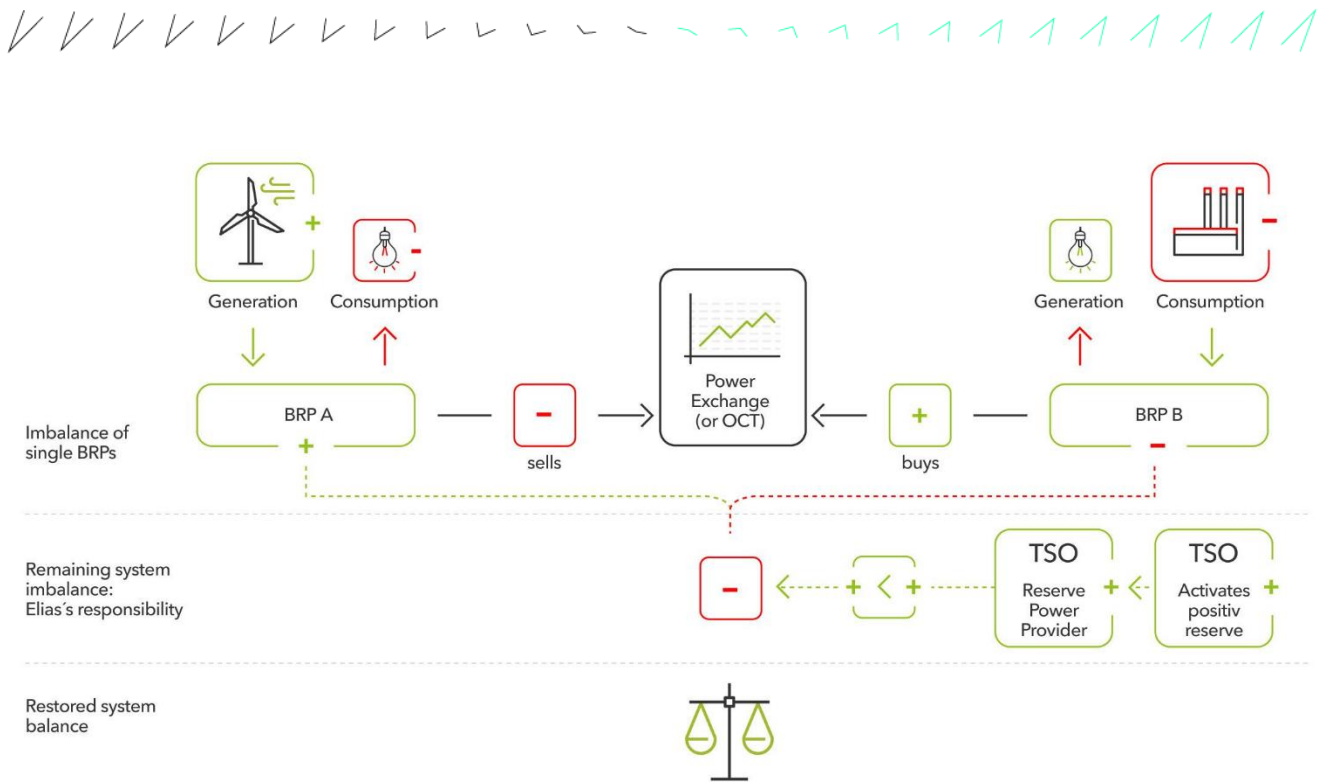 Generation
Consumption
Generation
Consumption
BRP A
sells
Power
Exchange
(or OCT)
buys
BRP B
Imbalance of
single BRPs
Remaining system
imbalance:
Elias´s responsibility
TSO
Reserve
Power
Provider
TSO
Activates
positiv
reserve
Restored system
balance